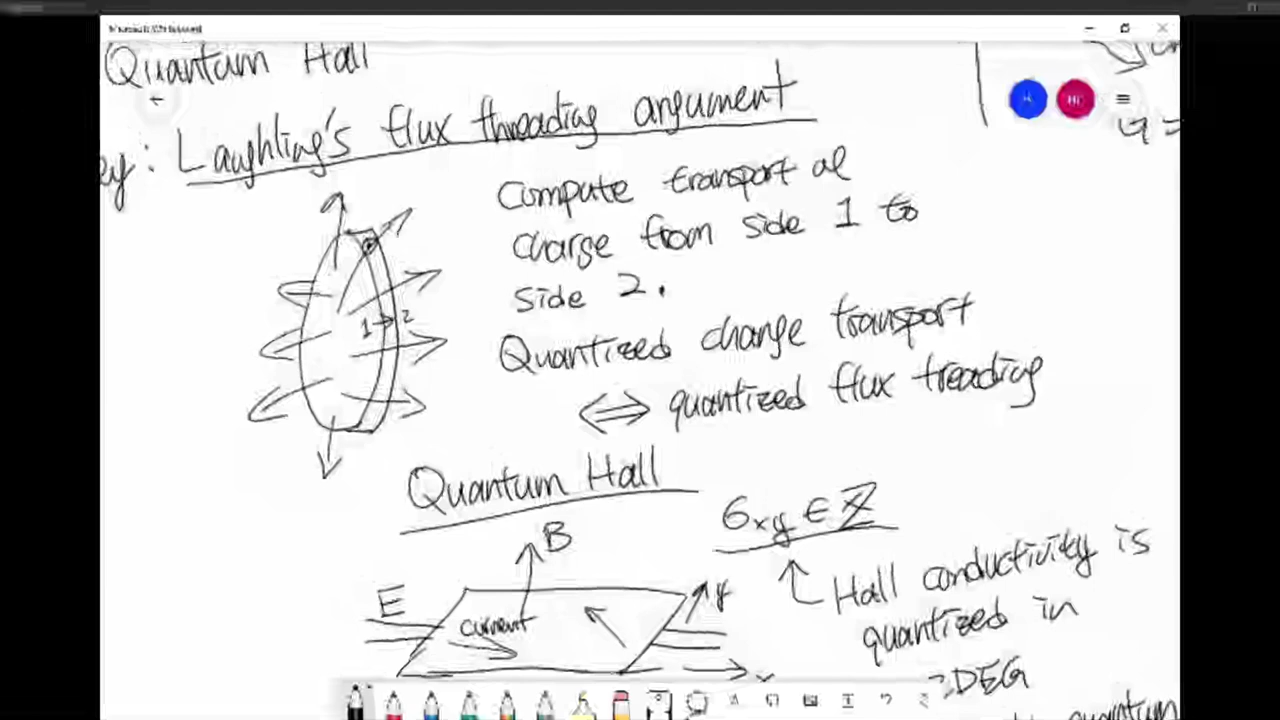 Quantum Hall
Laughling's flux threading argument
Compute transport of
charge from side 1 to
side 2.
1 → 2
Quantized charge transport
⟺ quantized flux treading
Quantum Hall
σxy ∈ ℤ
B
E
current
y
Hall conductivity is
quantized in
2DEG
quantum